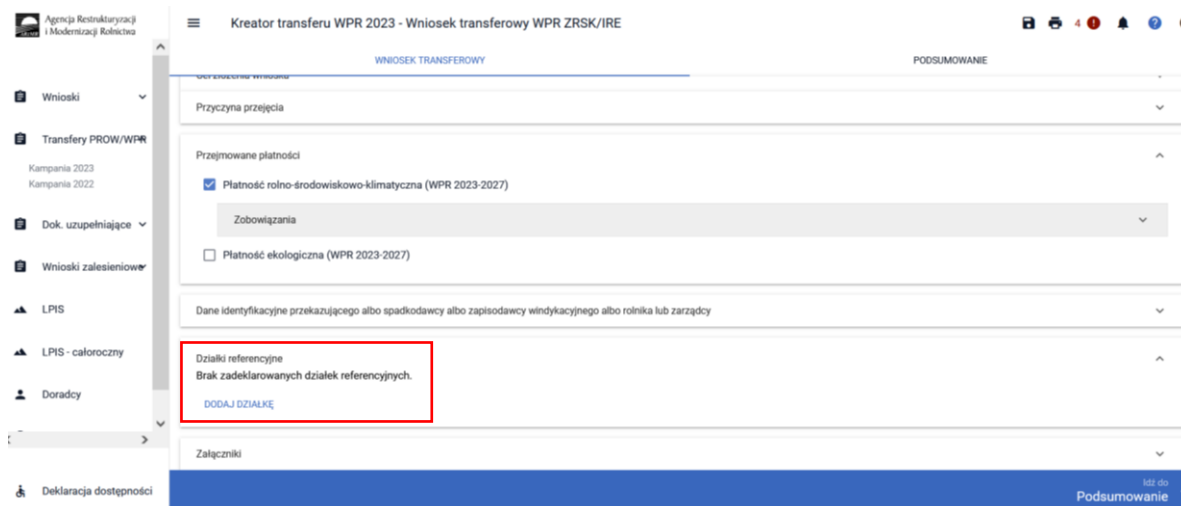 Agencja Restrukturyzacji
i Modernizacji Rolnictwa
Kreator transferu WPR 2023 - Wniosek transferowy WPR ZRSK/IRE
4
WNIOSEK TRANSFEROWY
PODSUMOWANIE
Wnioski
Transfery PROW/WPR
Kampania 2023
Kampania 2022
Dok. uzupełniające
Wnioski zalesieniowe
LPIS
LPIS - całoroczny
Doradcy
Deklaracja dostępności
Przyczyna przejęcia
Przejmowane płatności
Płatność rolno-środowiskowo-klimatyczna (WPR 2023-2027)
Zobowiązania
Płatność ekologiczna (WPR 2023-2027)
Dane identyfikacyjne przekazującego albo spadkodawcy albo zapisodawcy windykacyjnego albo rolnika lub zarządcy
Działki referencyjne
Brak zadeklarowanych działek referencyjnych.
DODAJ DZIAŁKĘ
Załączniki
Idź do
Podsumowanie